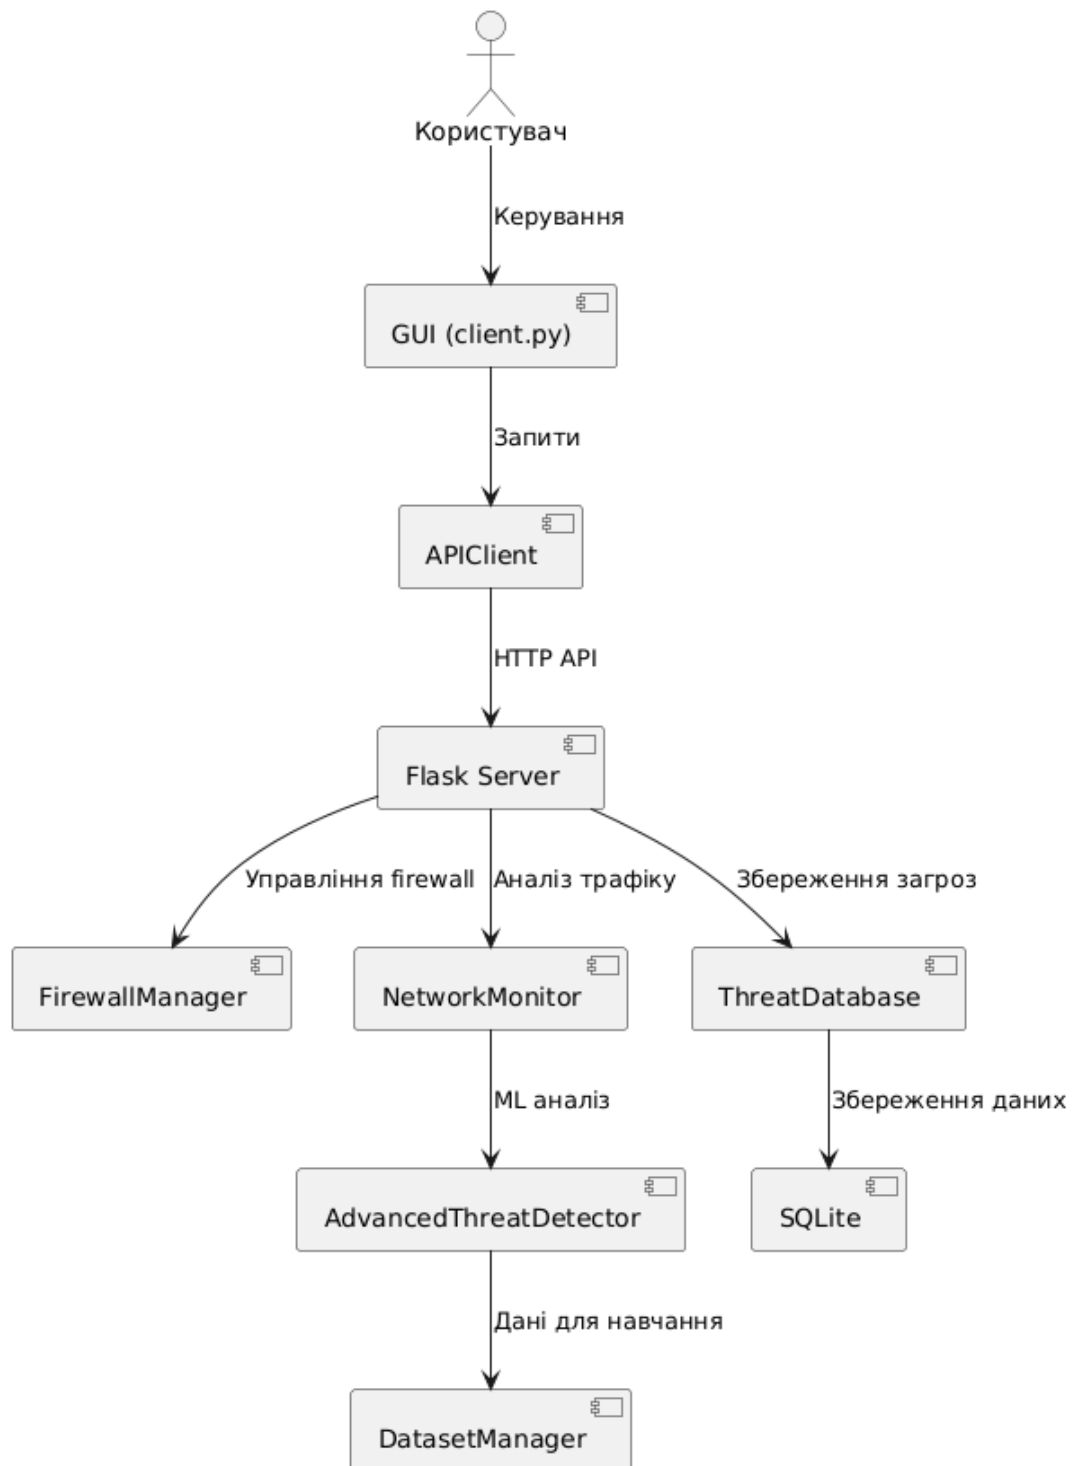 Користувач
Керування
GUI (client.py)
Запити
APIClient
HTTP API
Flask Server
Управління firewall
Аналіз трафіку
Збереження загроз
FirewallManager
NetworkMonitor
ThreatDatabase
ML аналіз
Збереження даних
AdvancedThreatDetector
SQLite
Дані для навчання
DatasetManager